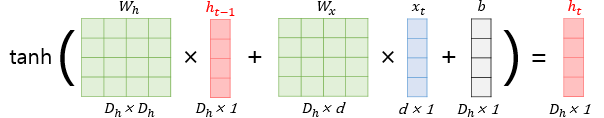 W_h h_{t−1} W_x x_t b h_t
tanh ( × + × + ) =
D_h × D_h D_h × 1 D_h × d d × 1 D_h × 1 D_h × 1